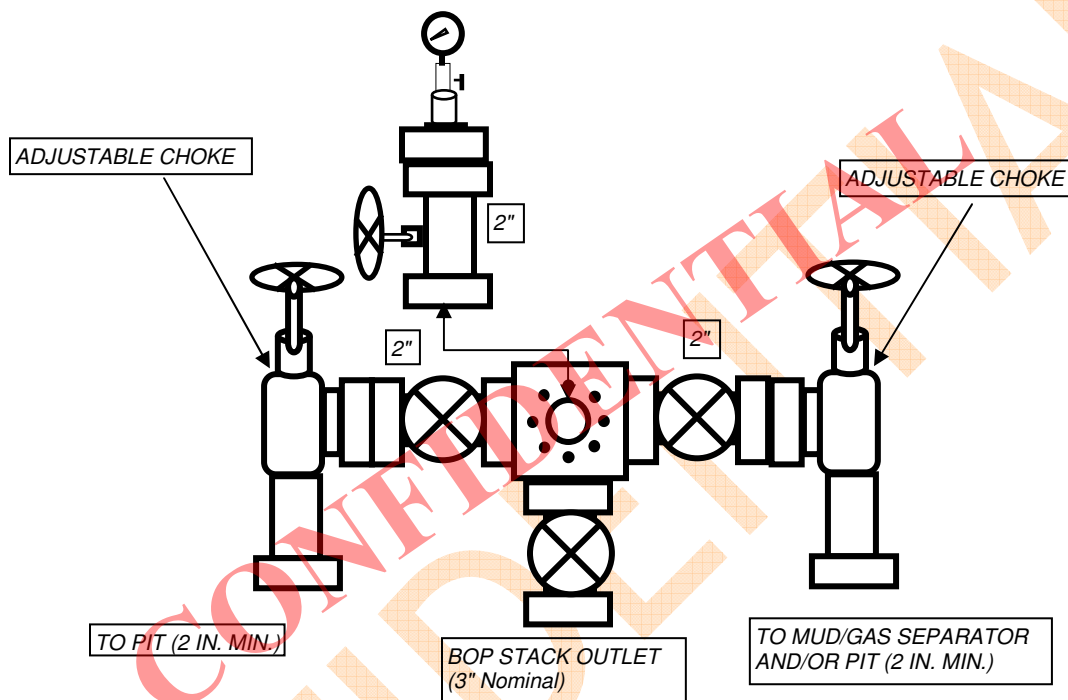 ADJUSTABLE CHOKE
ADJUSTABLE CHOKE
2"
2"
2"
TO PIT (2 IN. MIN.)
BOP STACK OUTLET
(3" Nominal)
TO MUD/GAS SEPARATOR
AND/OR PIT (2 IN. MIN.)
CONFIDENTIAL